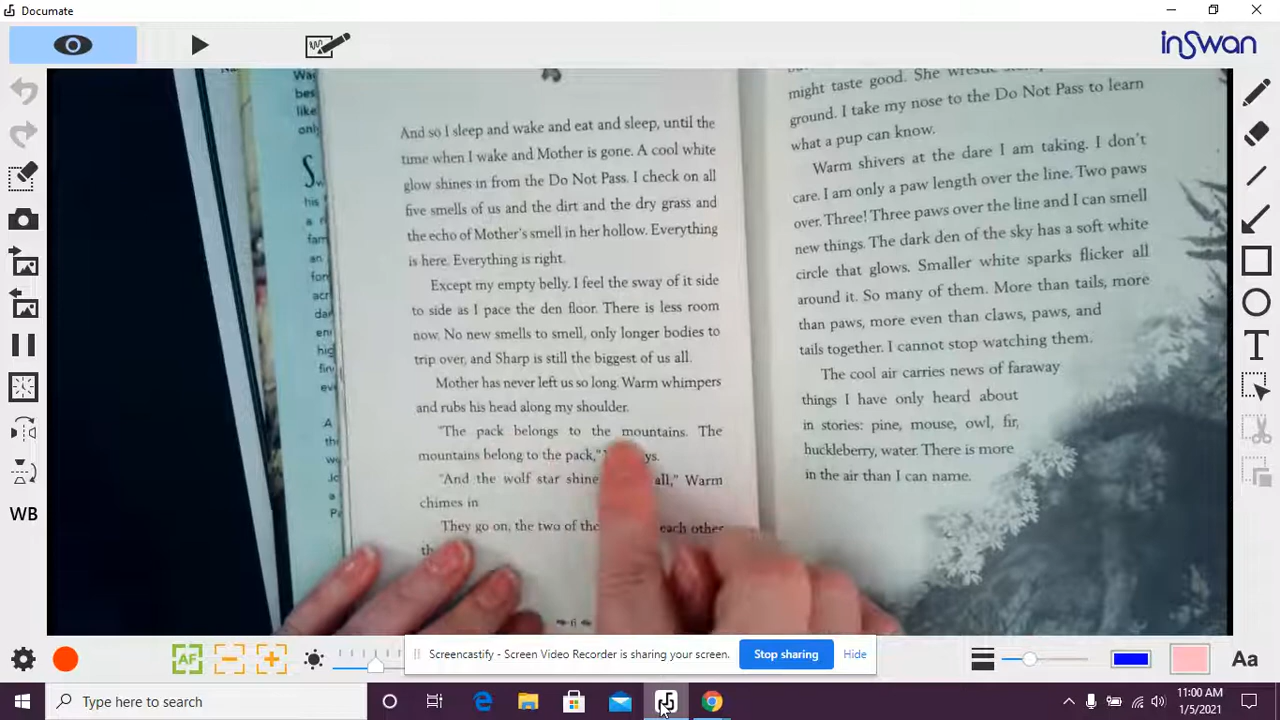 Documate
inSwan
Wa
bes
like
only
And so I sleep and wake and eat and sleep, until the
time when I wake and Mother is gone. A cool white
glow shines in from the Do Not Pass. I check on all
five smells of us and the dirt and the dry grass and
the echo of Mother's smell in her hollow. Everything
is here. Everything is right.
Except my empty belly. I feel the sway of it side
to side as I pace the den floor. There is less room
now. No new smells to smell, only longer bodies to
trip over, and Sharp is still the biggest of us all.
Mother has never left us so long. Warm whimpers
and rubs his head along my shoulder.
"The pack belongs to the mountains. The
mountains belong to the pack,"
"And the wolf star shine all," Warm
chimes in
They go on, the two of the each other
might taste good. She
ground. I take my nose to the Do Not Pass to learn
what a pup can know.
Warm shivers at the dare I am taking. I don't
care. I am only a paw length over the line. Two paws
over. Three! Three paws over the line and I can smell
new things. The dark den of the sky has a soft white
circle that glows. Smaller white sparks flicker all
around it. So many of them. More than tails, more
than paws, more even than claws, paws, and
tails together. I cannot stop watching them.
The cool air carries news of faraway
things I have only heard about
in stories: pine, mouse, owl, fir,
huckleberry, water. There is more
in the air than I can name.
WB
T
AF
Screencastify - Screen Video Recorder is sharing your screen.
Stop sharing
Hide
Aa
Type here to search
11:00 AM
1/5/2021